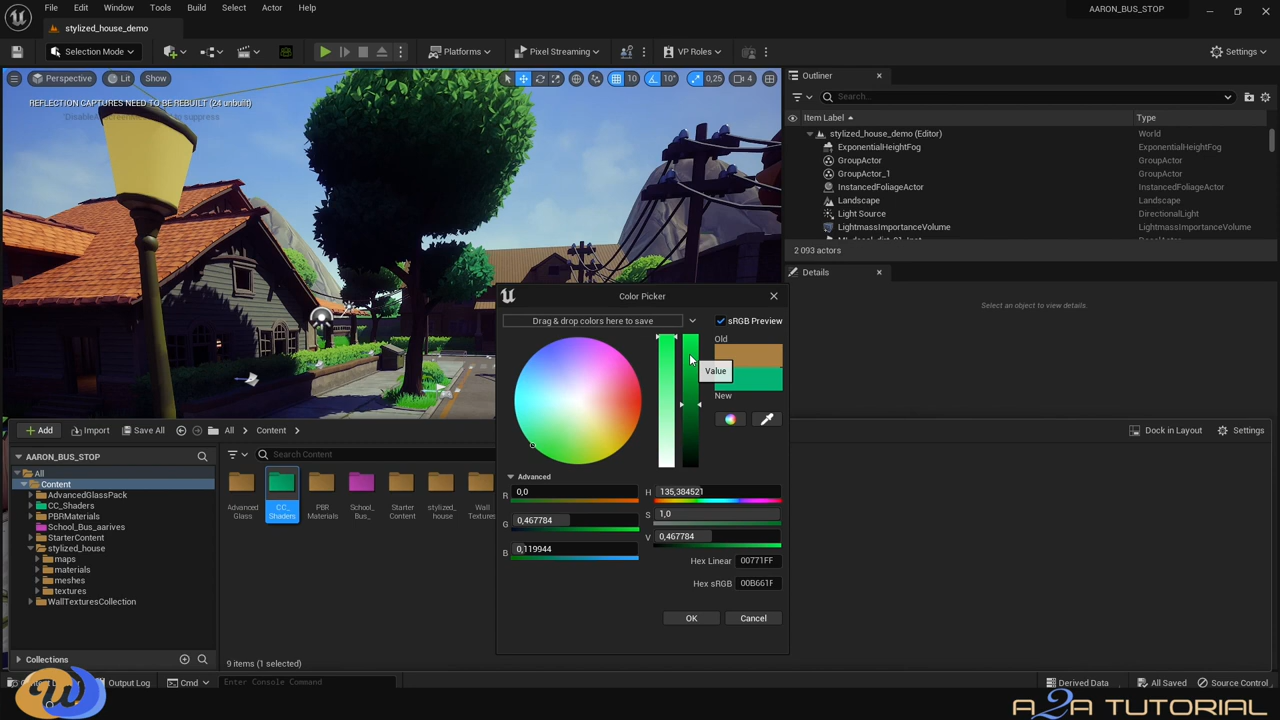 File Edit Window Tools Build Select Actor Help
AARON_BUS_STOP
stylized_house_demo
Selection Mode
Platforms
Pixel Streaming
VP Roles
Settings
Perspective Lit Show
10 10° 0,25 4
REFLECTION CAPTURES NEED TO BE REBUILT (24 unbuilt)
Outliner
Search...
Item Label Type
stylized_house_demo (Editor) World
ExponentialHeightFog ExponentialHeightFog
GroupActor GroupActor
GroupActor_1 GroupActor
InstancedFoliageActor InstancedFoliageActor
Landscape Landscape
Light Source DirectionalLight
LightmassImportanceVolume LightmassImportanceVolume
2 093 actors
Details
Select an object to view details.
Color Picker
Drag & drop colors here to save
sRGB Preview
Old
Value
New
Advanced
R 0,0
G 0,467784
B 0,119944
H 135,384521
S 1,0
V 0,467784
Hex Linear 00771FF
Hex sRGB 00B661F
OK Cancel
Add Import Save All All Content
Dock in Layout Settings
AARON_BUS_STOP
All
Content
AdvancedGlassPack
CC_Shaders
PBRMaterials
School_Bus_aarives
StarterContent
stylized_house
maps
materials
meshes
textures
WallTexturesCollection
Collections
Search Content
Advanced
Glass
CC_
Shaders
PBR
Materials
School_
Bus_
Starter
Content
stylized_
house
Wall
Textures
9 items (1 selected)
Output Log Cmd Enter Console Command
Derived Data All Saved Source Control
A2A TUTORIAL